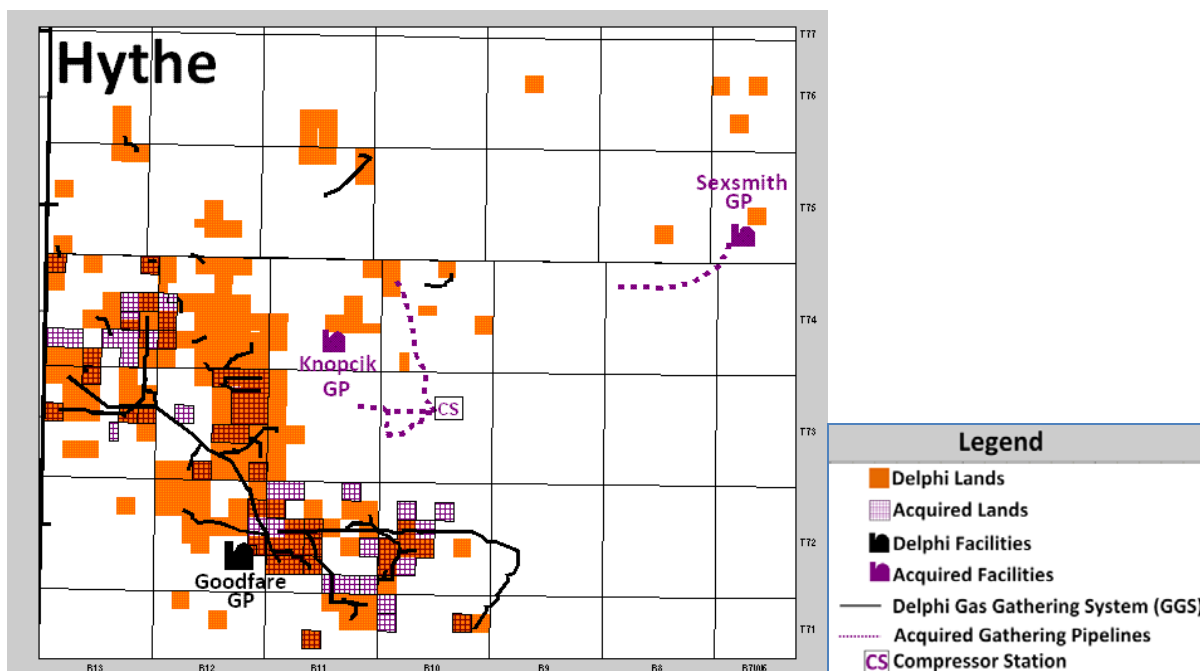 Hythe
T77
T76
Sexsmith
GP
T75
T74
Knopcik
GP
CS
T73
T72
Goodfare
GP
T71
R13 R12 R11 R10 R9 R8
Legend
Delphi Lands
Acquired Lands
Delphi Facilities
Acquired Facilities
Delphi Gas Gathering System (GGS)
Acquired Gathering Pipelines
CS Compressor Station